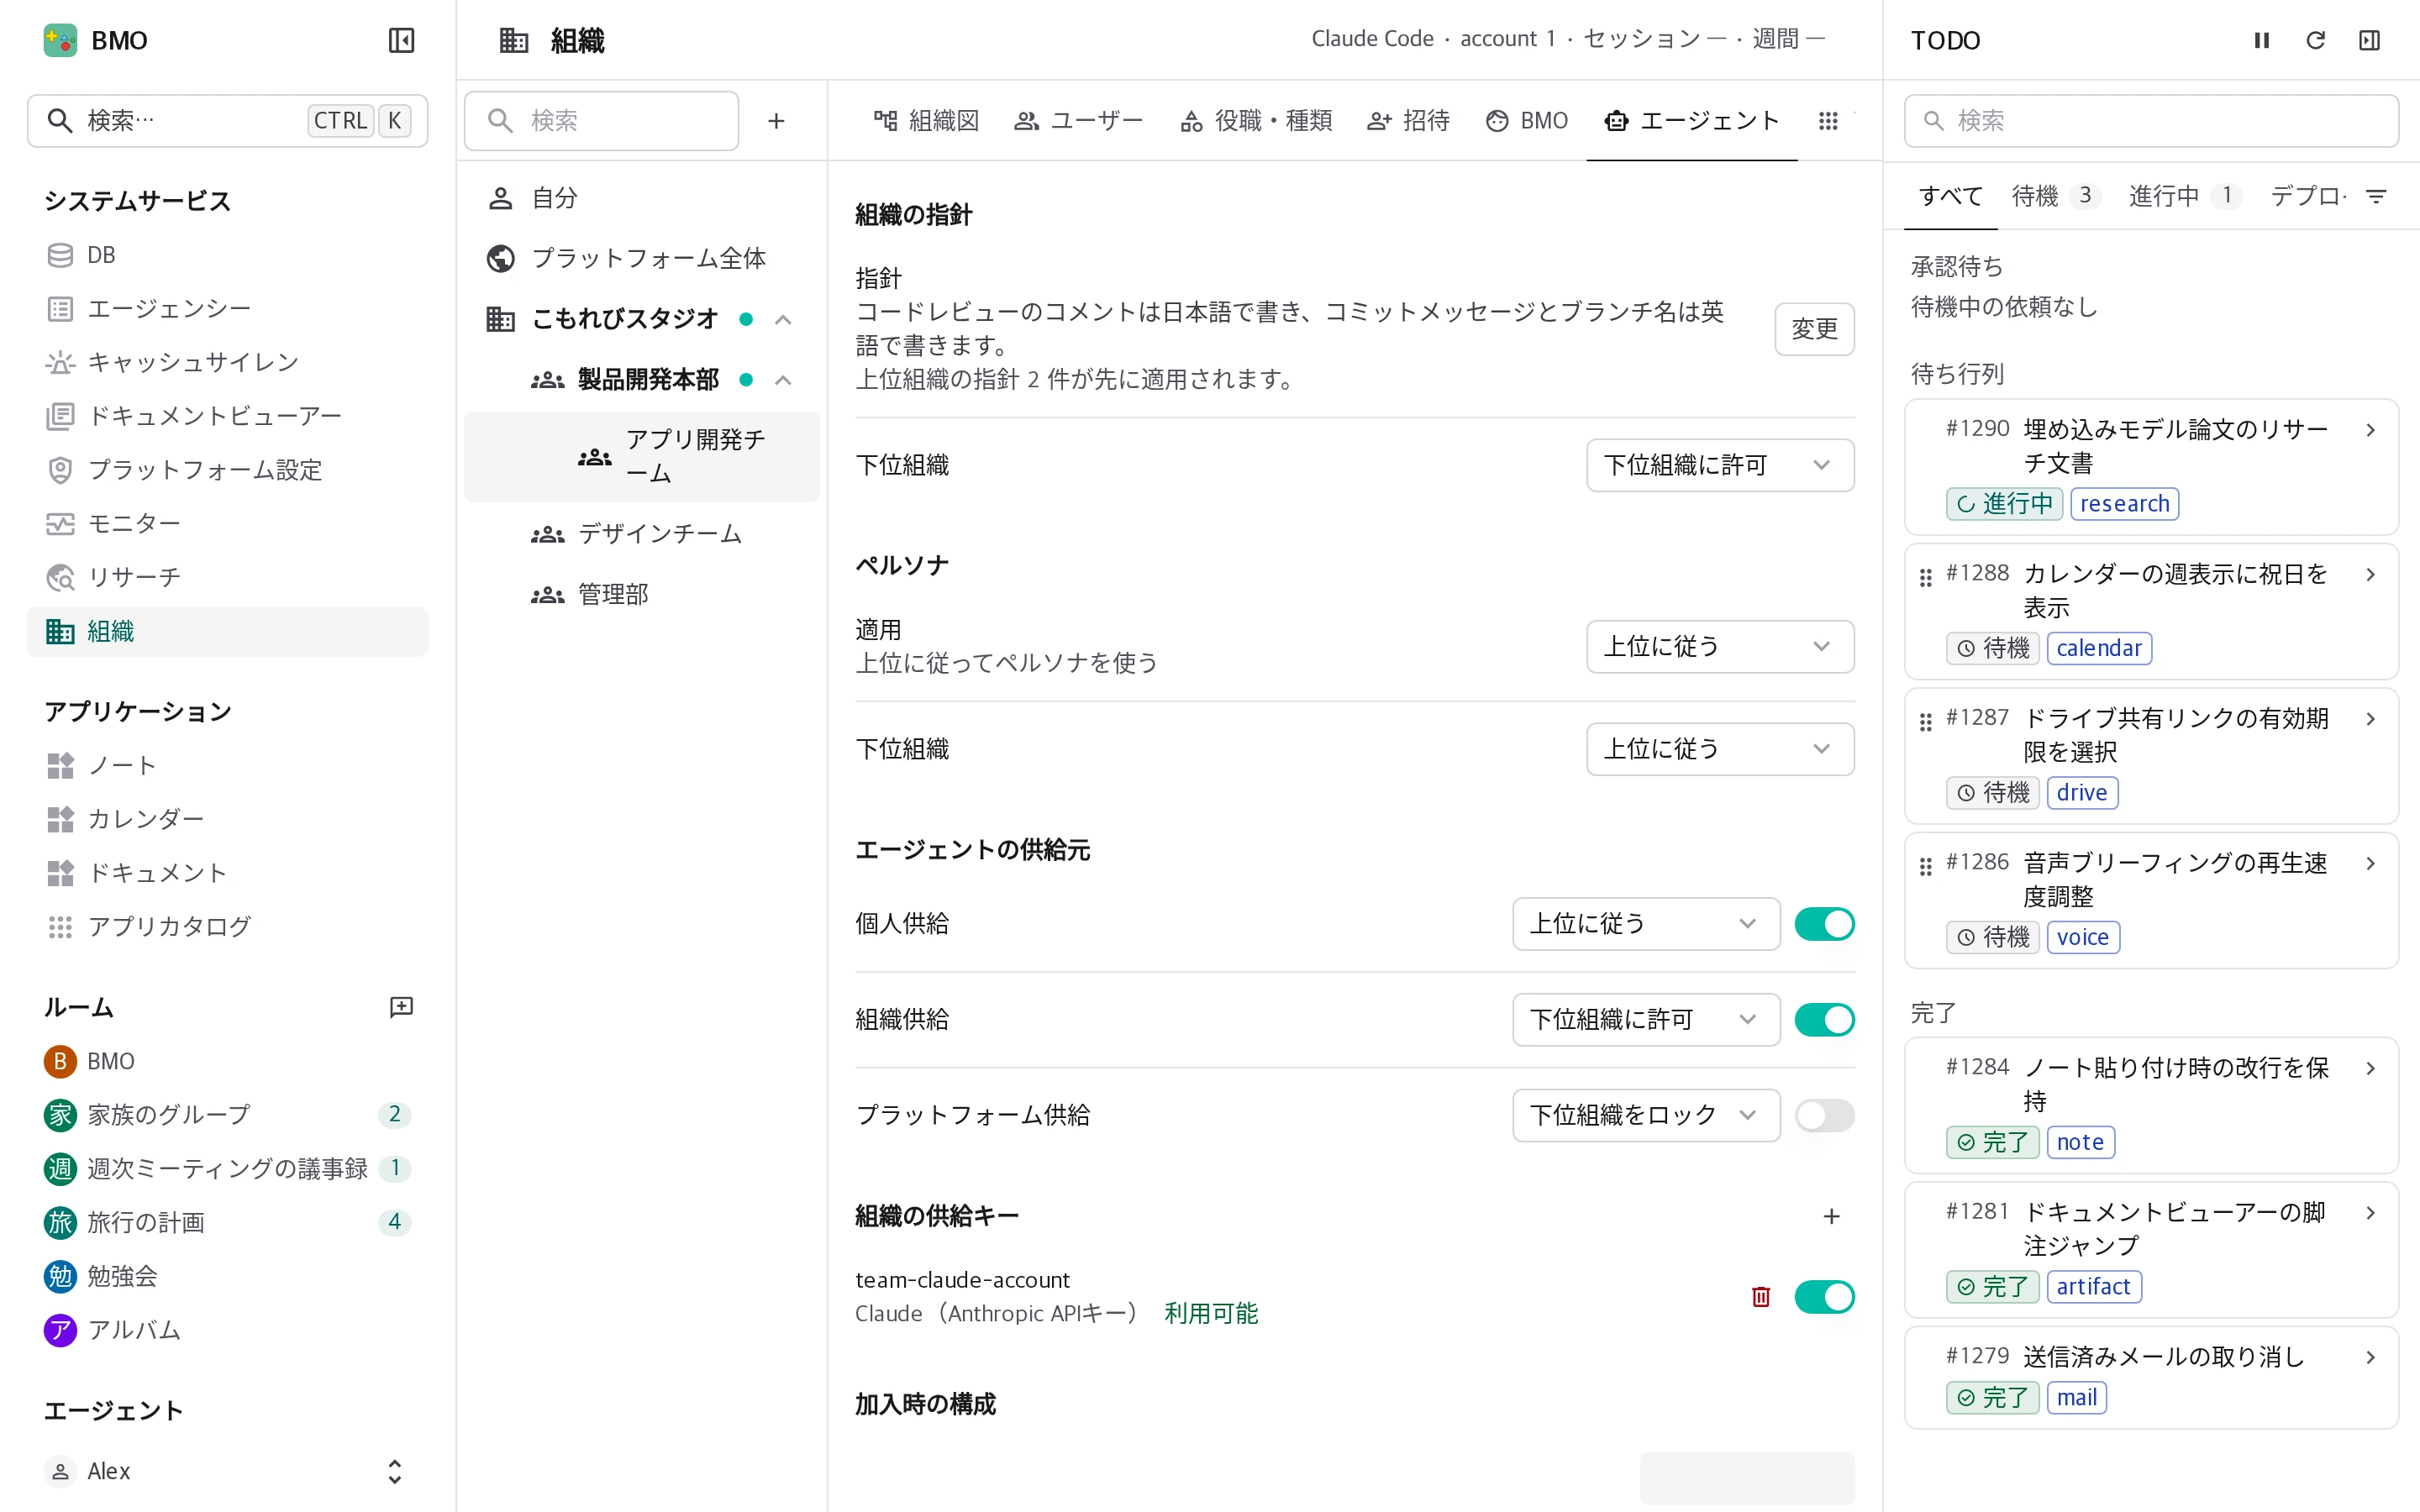 BMO
検索…
CTRL K
システムサービス
DB
エージェンシー
キャッシュサイレン
ドキュメントビューアー
プラットフォーム設定
モニター
リサーチ
組織
アプリケーション
ノート
カレンダー
ドキュメント
アプリカタログ
ルーム
B BMO
家 家族のグループ 2
週 週次ミーティングの議事録 1
旅 旅行の計画 4
勉 勉強会
ア アルバム
エージェント
Alex
組織
Claude Code · account 1 · セッション — · 週間 —
検索
自分
プラットフォーム全体
こもれびスタジオ
製品開発本部
アプリ開発チ
ーム
デザインチーム
管理部
組織図
ユーザー
役職・種類
招待
BMO
エージェント
組織の指針
指針
コードレビューのコメントは日本語で書き、コミットメッセージとブランチ名は英
語で書きます。
上位組織の指針 2 件が先に適用されます。
変更
下位組織
下位組織に許可
ペルソナ
適用
上位に従ってペルソナを使う
上位に従う
下位組織
上位に従う
エージェントの供給元
個人供給
上位に従う
組織供給
下位組織に許可
プラットフォーム供給
下位組織をロック
組織の供給キー
team-claude-account
Claude（Anthropic APIキー） 利用可能
加入時の構成
TODO
検索
すべて
待機 3
進行中 1
デプロ
承認待ち
待機中の依頼なし
待ち行列
#1290 埋め込みモデル論文のリサー
チ文書
進行中 research
#1288 カレンダーの週表示に祝日を
表示
待機 calendar
#1287 ドライブ共有リンクの有効期
限を選択
待機 drive
#1286 音声ブリーフィングの再生速
度調整
待機 voice
完了
#1284 ノート貼り付け時の改行を保
持
完了 note
#1281 ドキュメントビューアーの脚
注ジャンプ
完了 artifact
#1279 送信済みメールの取り消し
完了 mail